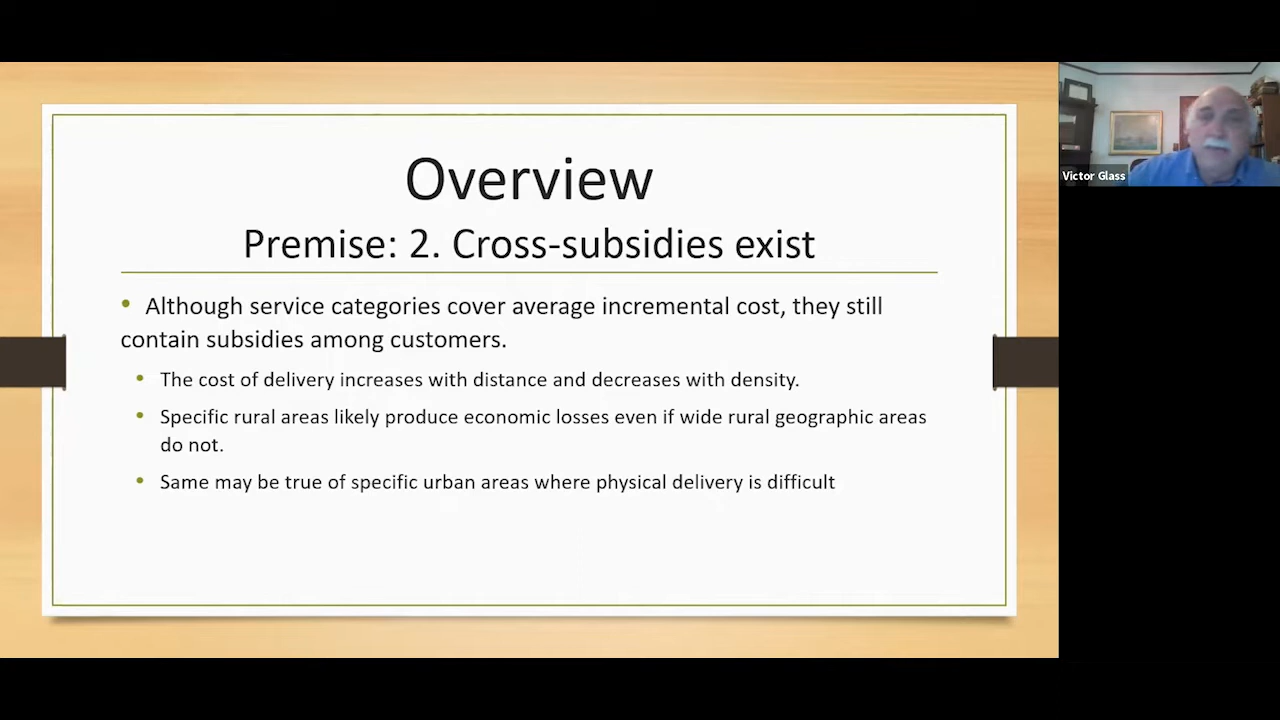 Overview
Premise: 2. Cross-subsidies exist
• Although service categories cover average incremental cost, they still
contain subsidies among customers.
• The cost of delivery increases with distance and decreases with density.
• Specific rural areas likely produce economic losses even if wide rural geographic areas
do not.
• Same may be true of specific urban areas where physical delivery is difficult
Victor Glass